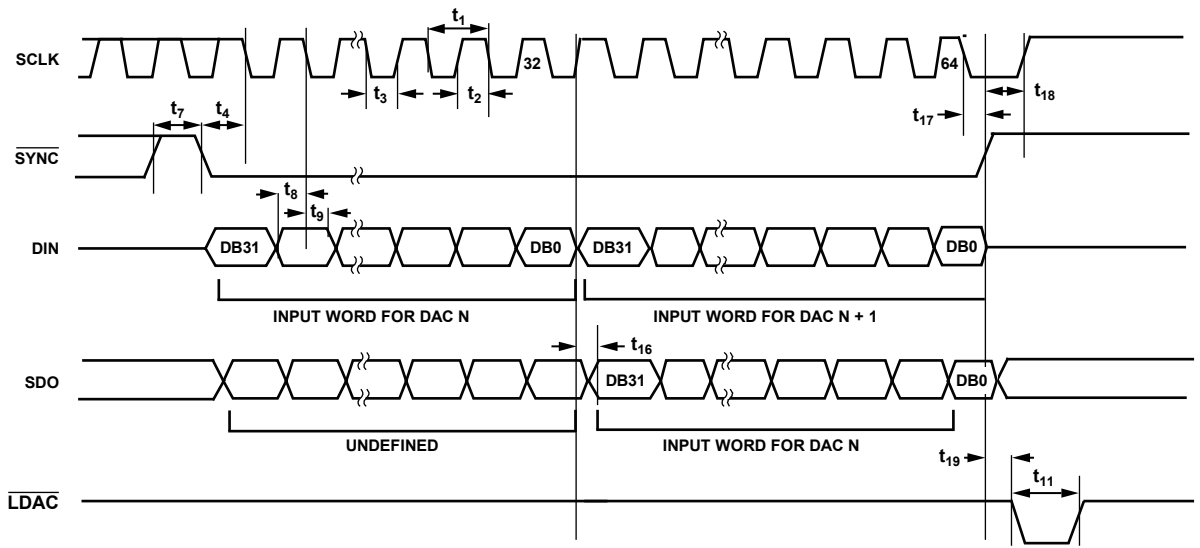 t1
SCLK
32
64
t3
t2
t17
t18
t7
t4
SYNC
t8
t9
DIN
DB31
DB0
DB31
DB0
INPUT WORD FOR DAC N
INPUT WORD FOR DAC N + 1
t16
SDO
DB31
DB0
UNDEFINED
INPUT WORD FOR DAC N
t19
t11
LDAC